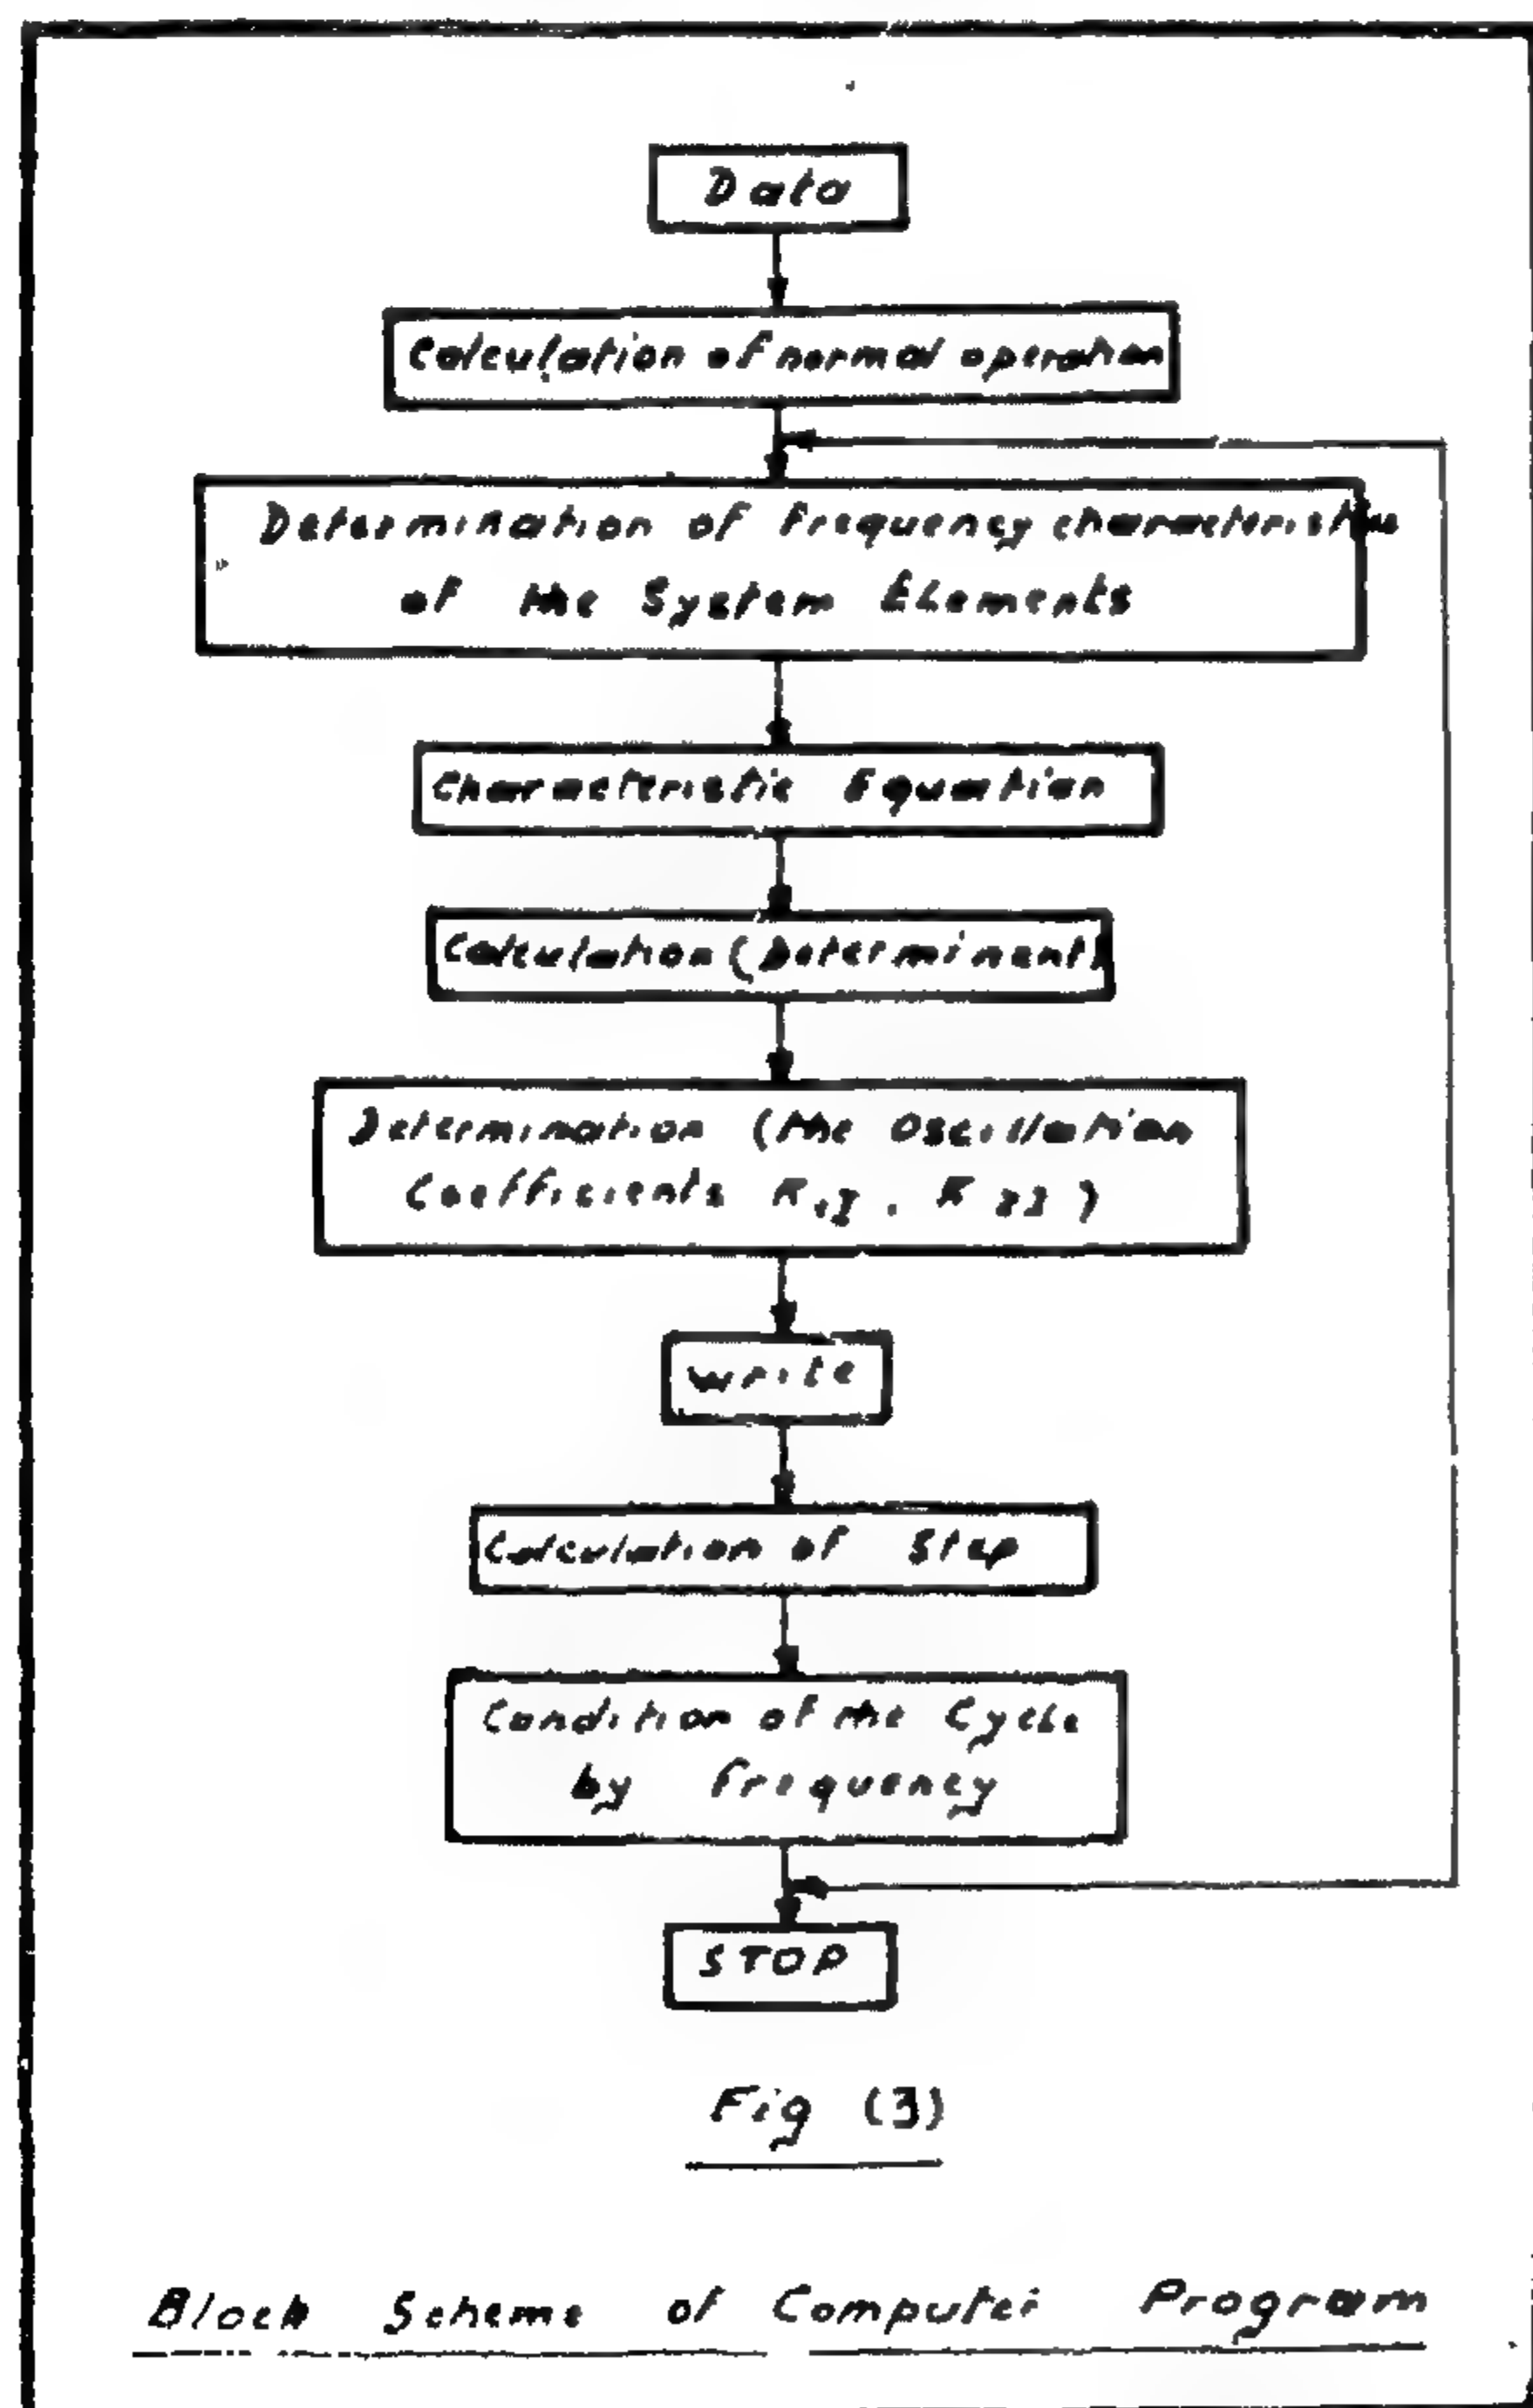 Data
Calculation of normal operation
Determination of frequency characteristics
of the System Elements
Characteristic Equation
Calculation (Determinent)
Determination (the Oscillation
Coefficients
write
Calculation of Step
Condition of the Cycle
by frequency
STOP
Fig (3)
Block Scheme of Computer Program